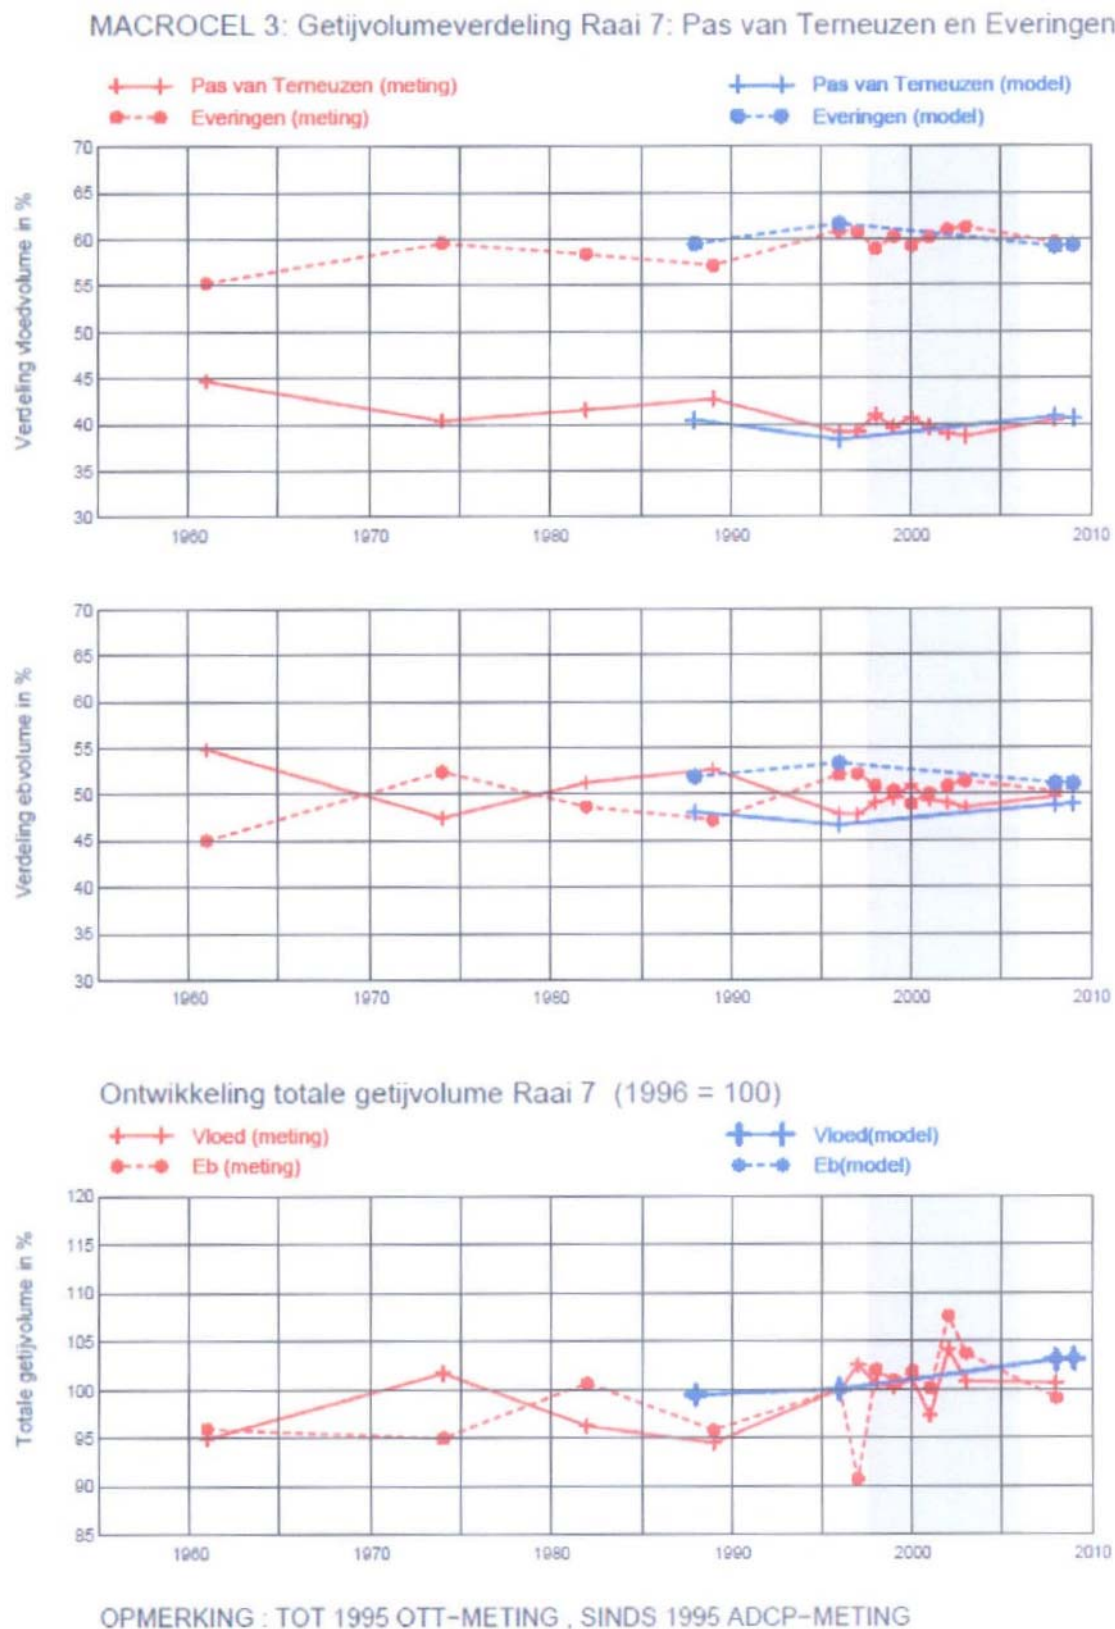 MACROCEL 3: Getijvolumeverdeling Raai 7: Pas van Terneuzen en Everingen
Pas van Terneuzen (meting)
Everingen (meting)
Pas van Terneuzen (model)
Everingen (model)
Verdeling vloedvolume in %
70
65
60
55
50
45
40
35
30
1960 1970 1980 1990 2000 2010
Verdeling ebvolume in %
70
65
60
55
50
45
40
35
30
1960 1970 1980 1990 2000 2010
Ontwikkeling totale getijvolume Raai 7 (1996 = 100)
Vloed (meting)
Eb (meting)
Vloed(model)
Eb(model)
Totale getijvolume in %
120
115
110
105
100
95
90
85
1960 1970 1980 1990 2000 2010
OPMERKING : TOT 1995 OTT-METING , SINDS 1995 ADCP-METING